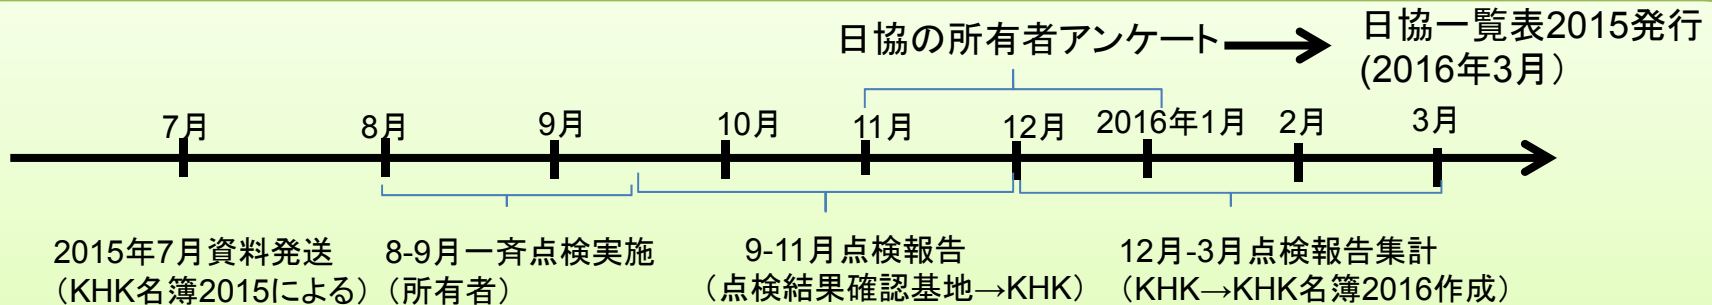 日協の所有者アンケート
日協一覧表2015発行
(2016年3月）
7月
8月
9月
10月
11月
12月
2016年1月
2月
3月
2015年7月資料発送
（KHK名簿2015による）
8-9月一斉点検実施
（所有者）
9-11月点検報告
（点検結果確認基地→KHK）
12月-3月点検報告集計
（KHK→KHK名簿2016作成）